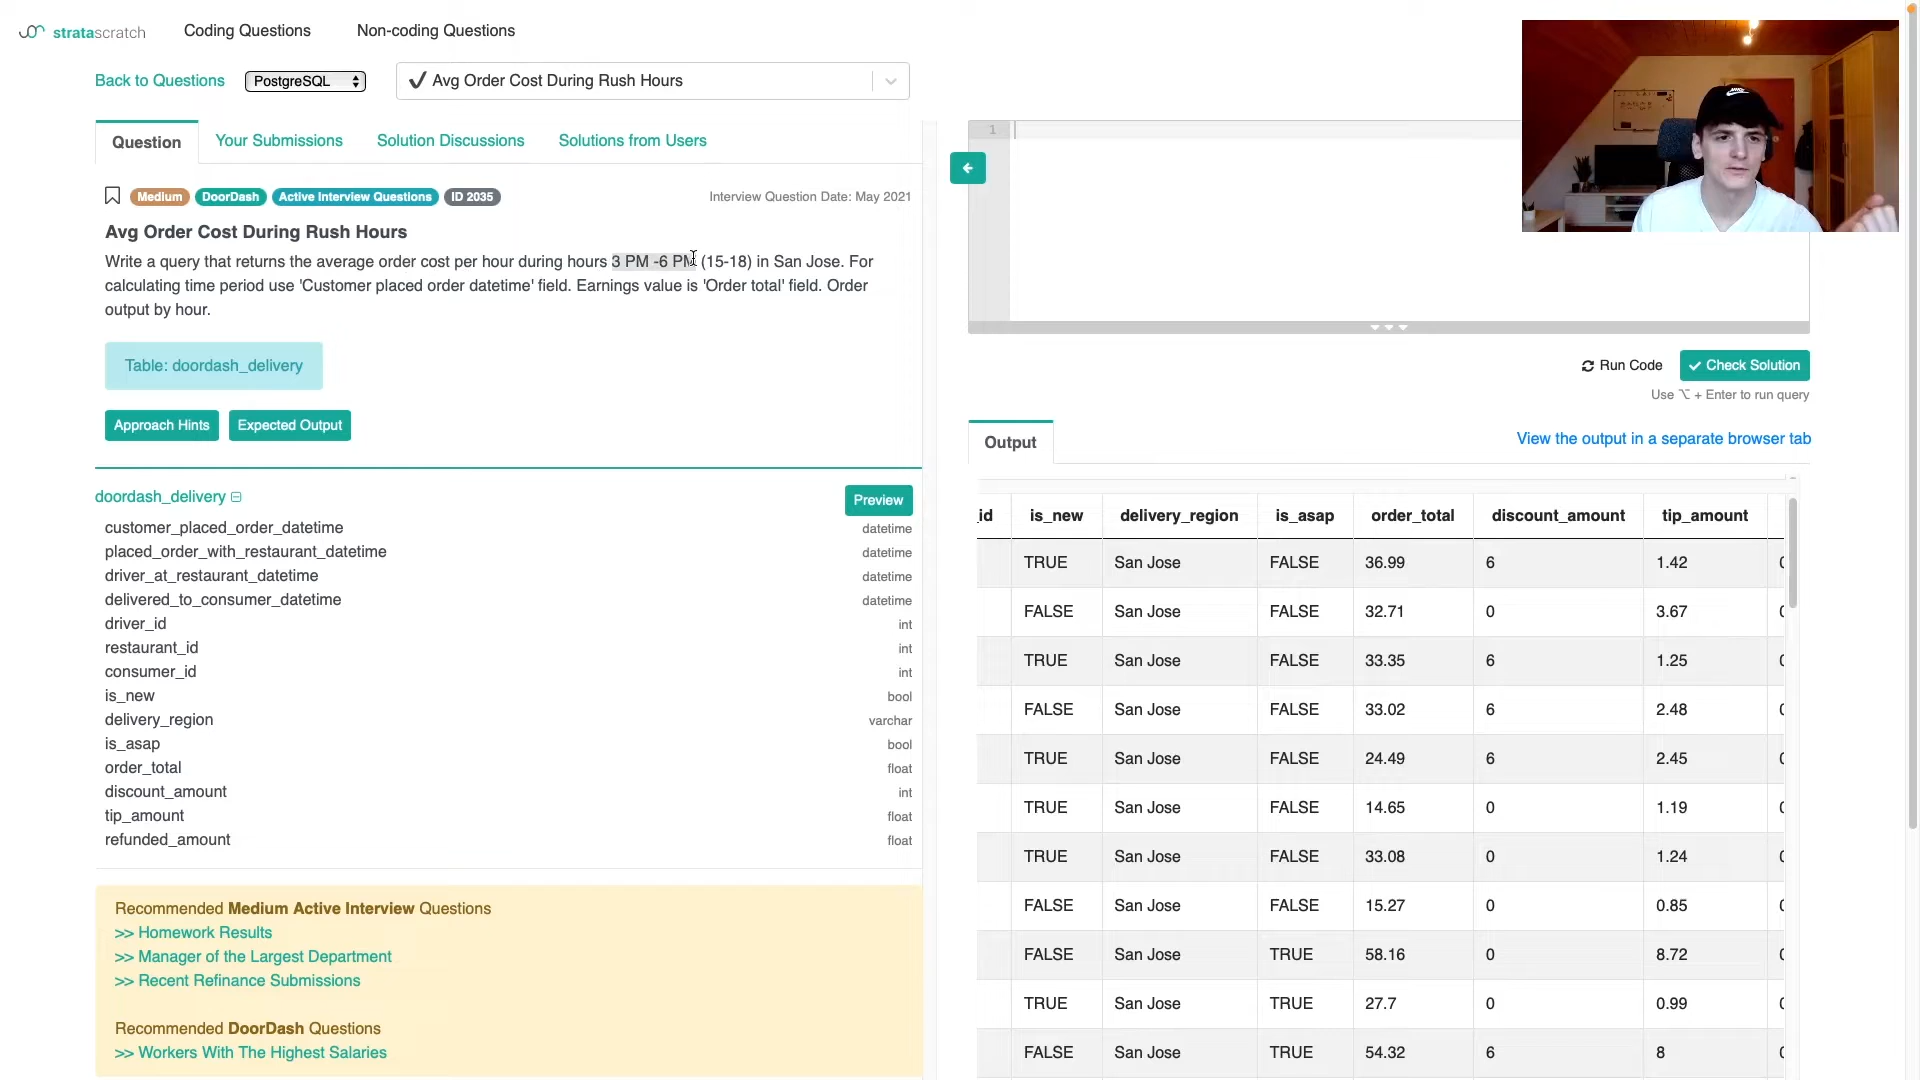 stratascratch
Coding Questions
Non-coding Questions
Back to Questions
PostgreSQL
Avg Order Cost During Rush Hours
Question
Your Submissions
Solution Discussions
Solutions from Users
Medium
DoorDash
Active Interview Questions
ID 2035
Interview Question Date: May 2021
Avg Order Cost During Rush Hours
Write a query that returns the average order cost per hour during hours 3 PM -6 PM (15-18) in San Jose. For
calculating time period use 'Customer placed order datetime' field. Earnings value is 'Order total' field. Order
output by hour.
Table: doordash_delivery
Approach Hints
Expected Output
doordash_delivery
Preview
customer_placed_order_datetime datetime
placed_order_with_restaurant_datetime datetime
driver_at_restaurant_datetime datetime
delivered_to_consumer_datetime datetime
driver_id int
restaurant_id int
consumer_id int
is_new bool
delivery_region varchar
is_asap bool
order_total float
discount_amount int
tip_amount float
refunded_amount float
Recommended Medium Active Interview Questions
>> Homework Results
>> Manager of the Largest Department
>> Recent Refinance Submissions
Recommended DoorDash Questions
>> Workers With The Highest Salaries
1
Run Code
Check Solution
Use ⌥ + Enter to run query
Output
View the output in a separate browser tab
_id is_new delivery_region is_asap order_total discount_amount tip_amount
TRUE San Jose FALSE 36.99 6 1.42
FALSE San Jose FALSE 32.71 0 3.67
TRUE San Jose FALSE 33.35 6 1.25
FALSE San Jose FALSE 33.02 6 2.48
TRUE San Jose FALSE 24.49 6 2.45
TRUE San Jose FALSE 14.65 0 1.19
TRUE San Jose FALSE 33.08 0 1.24
FALSE San Jose FALSE 15.27 0 0.85
FALSE San Jose TRUE 58.16 0 8.72
TRUE San Jose TRUE 27.7 0 0.99
FALSE San Jose TRUE 54.32 6 8